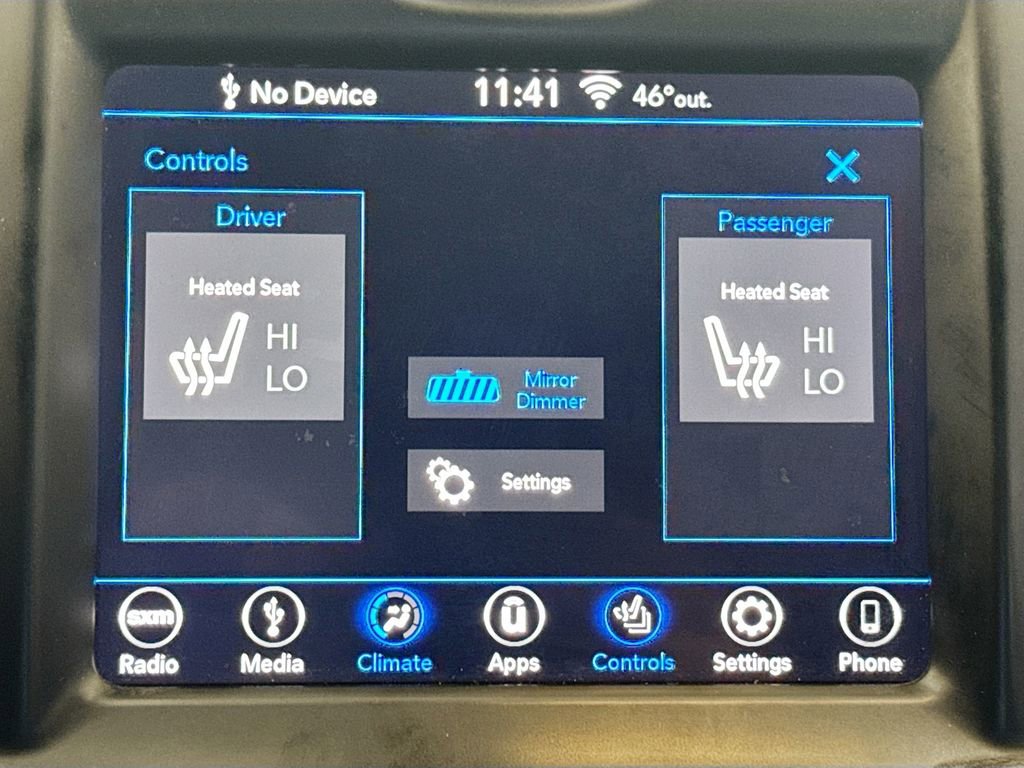 No Device 11:41 46° out.
Controls
Driver
Heated Seat
HI
LO
Mirror
Dimmer
Settings
Passenger
Heated Seat
HI
LO
sxm
Radio Media Climate Apps Controls Settings Phone